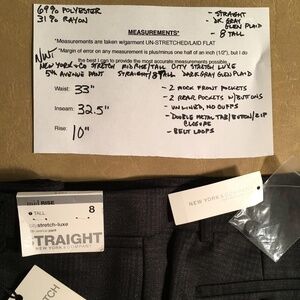 69% POLYESTER
31% RAYON
- STRAIGHT
- DK GRAY
GLEN PLAID
- 8 TALL
MEASUREMENTS*
*Measurements are taken w/garment UN-STRETCHED/LAID FLAT
*Margin of error on any measurement is plus/minus one half of an inch (1/2"), but I do
the best I can to provide the most accurate measurements possible.
NEW
NEW YORK & CO STRETCH MID RISE/TALL CITY STRETCH LUXE
5TH AVENUE PANT STRAIGHT/8 TALL DARK GRAY GLEN PLAID
Waist: 33"
Inseam: 32.5"
Rise: 10"
- 2 MOCK FRONT POCKETS
- 2 REAR POCKETS W/BUTTONS
- UNLINED, NO CUFFS
- DOUBLE METAL TAB/BUTTON/ZIP
CLOSURE
- BELT LOOPS
mid RISE
TALL
8
city stretch-luxe
STRAIGHT
NEW YORK & COMPANY
NEW YORK & COMPANY
STRETCH